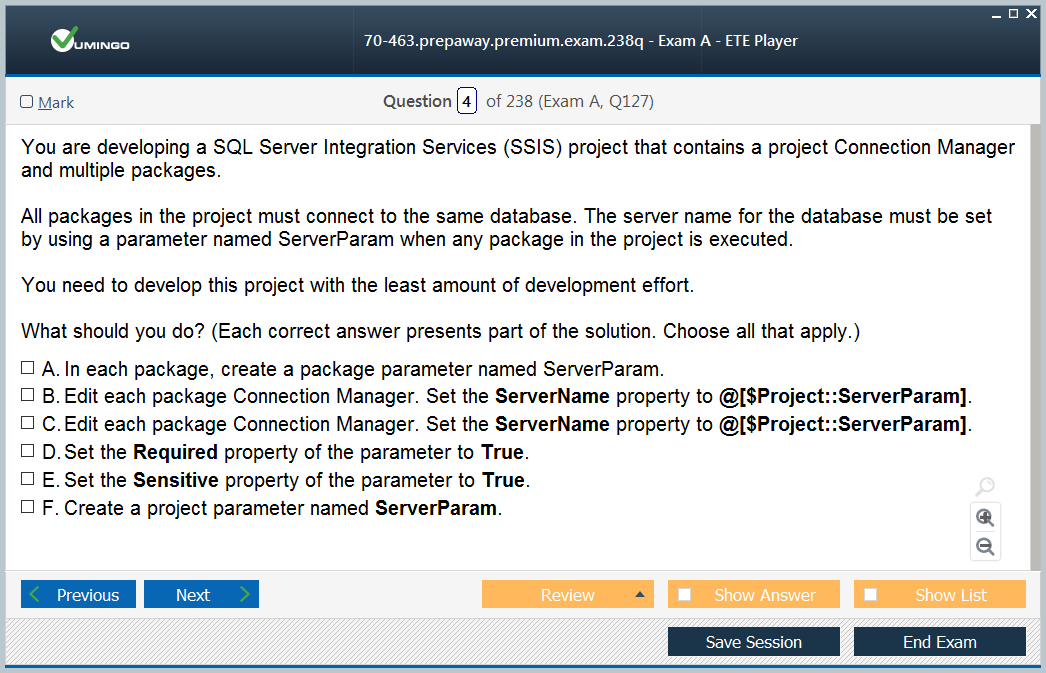 VUMINGO
70-463.prepaway.premium.exam.238q - Exam A - ETE Player
Mark
Question 4 of 238 (Exam A, Q127)
You are developing a SQL Server Integration Services (SSIS) project that contains a project Connection Manager
and multiple packages.
All packages in the project must connect to the same database. The server name for the database must be set
by using a parameter named ServerParam when any package in the project is executed.
You need to develop this project with the least amount of development effort.
What should you do? (Each correct answer presents part of the solution. Choose all that apply.)
A. In each package, create a package parameter named ServerParam.
B. Edit each package Connection Manager. Set the ServerName property to @[$Project::ServerParam].
C. Edit each package Connection Manager. Set the ServerName property to @[$Project::ServerParam].
D. Set the Required property of the parameter to True.
E. Set the Sensitive property of the parameter to True.
F. Create a project parameter named ServerParam.
Previous
Next
Review
Show Answer
Show List
Save Session
End Exam